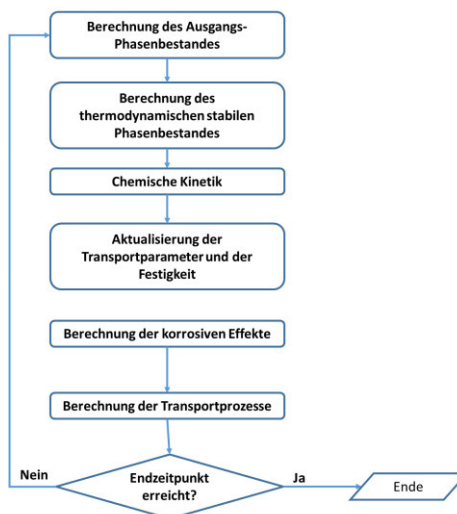 Berechnung des Ausgangs-
Phasenbestandes
Berechnung des
thermodynamischen stabilen
Phasenbestandes
Chemische Kinetik
Aktualisierung der
Transportparameter und der
Festigkeit
Berechnung der korrosiven Effekte
Berechnung der Transportprozesse
Nein
Endzeitpunkt
erreicht?
Ja
Ende